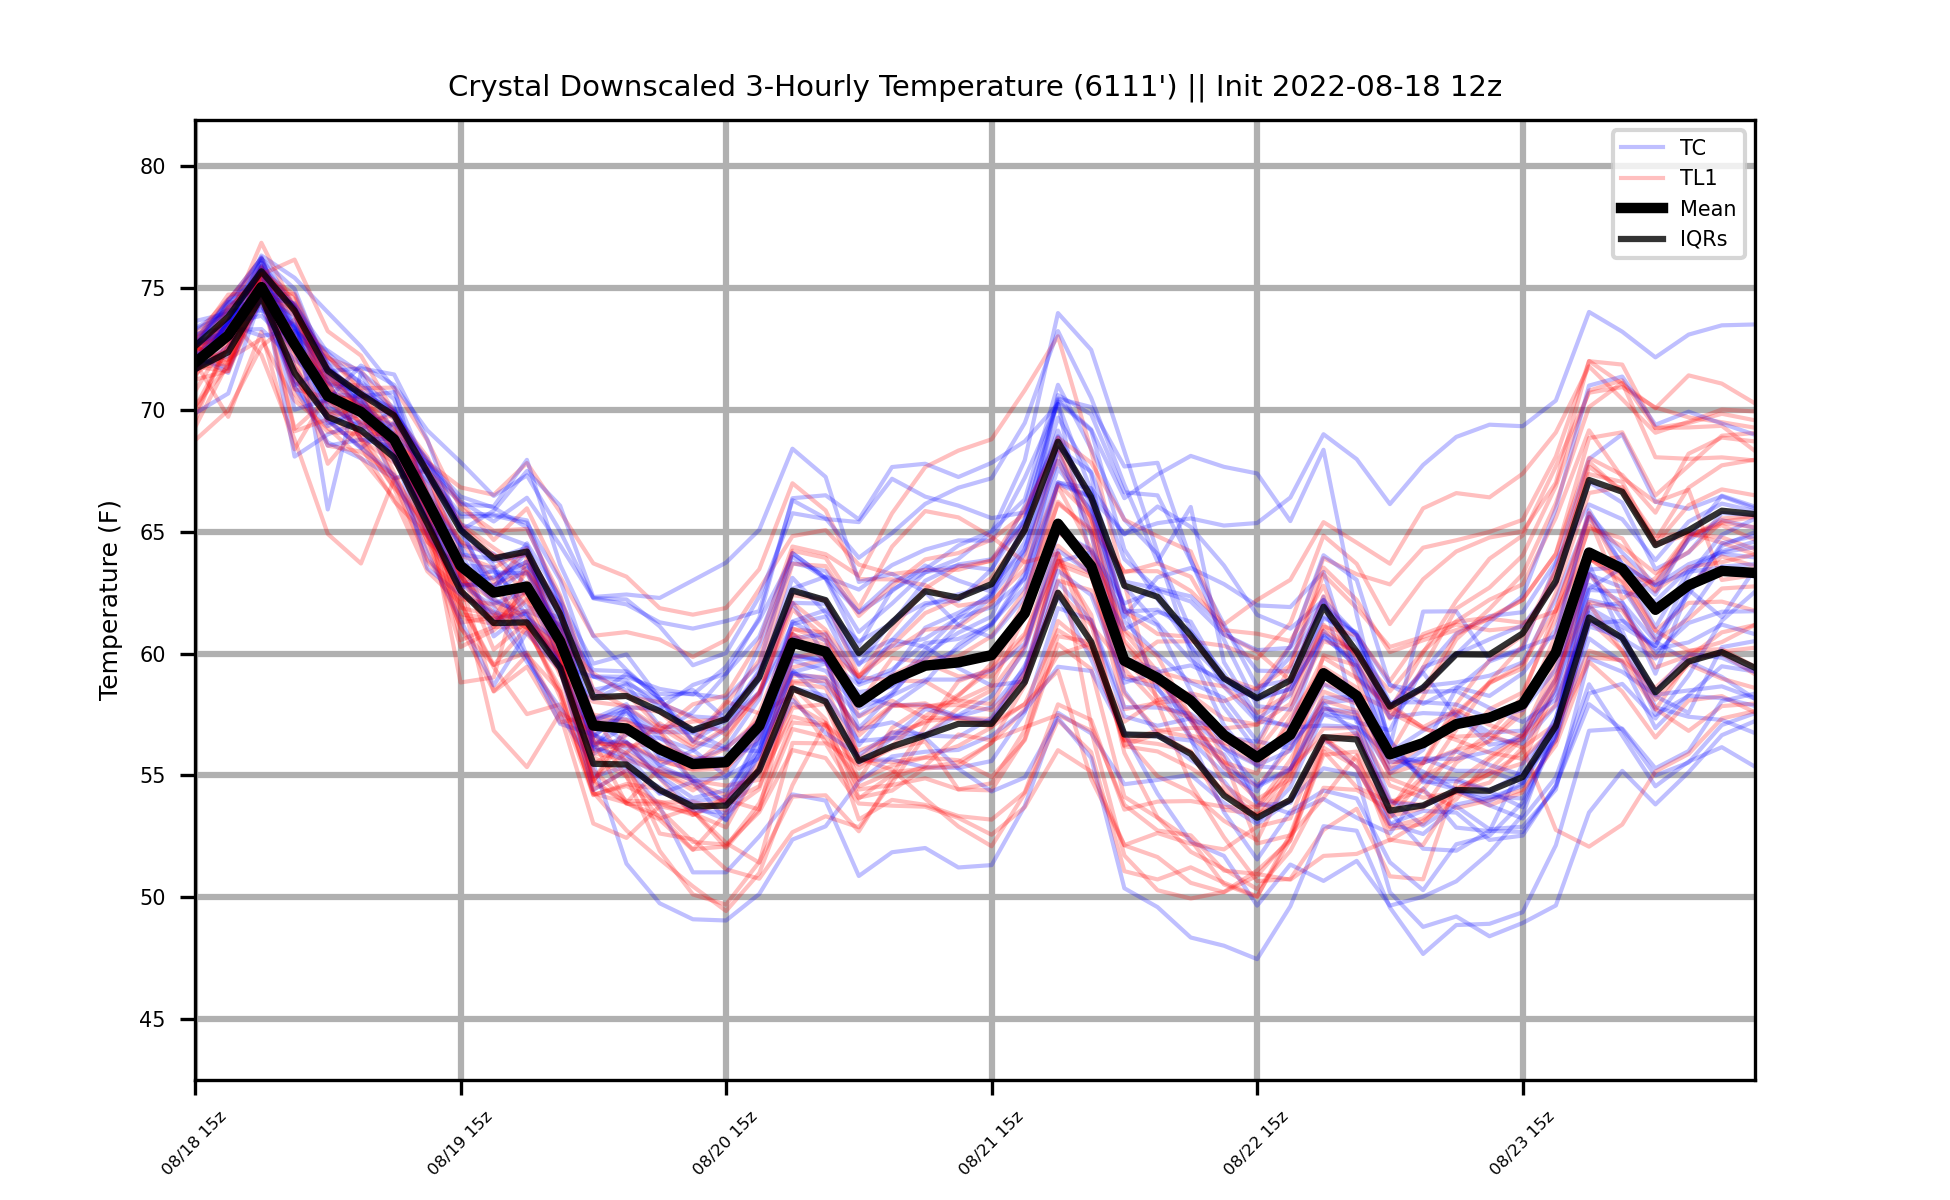 Crystal Downscaled 3-Hourly Temperature (6111') || Init 2022-08-18 12z
TC
TL1
Mean
IQRs
Temperature (F)
80
75
70
65
60
55
50
45
08/18 15z
08/19 15z
08/20 15z
08/21 15z
08/22 15z
08/23 15z